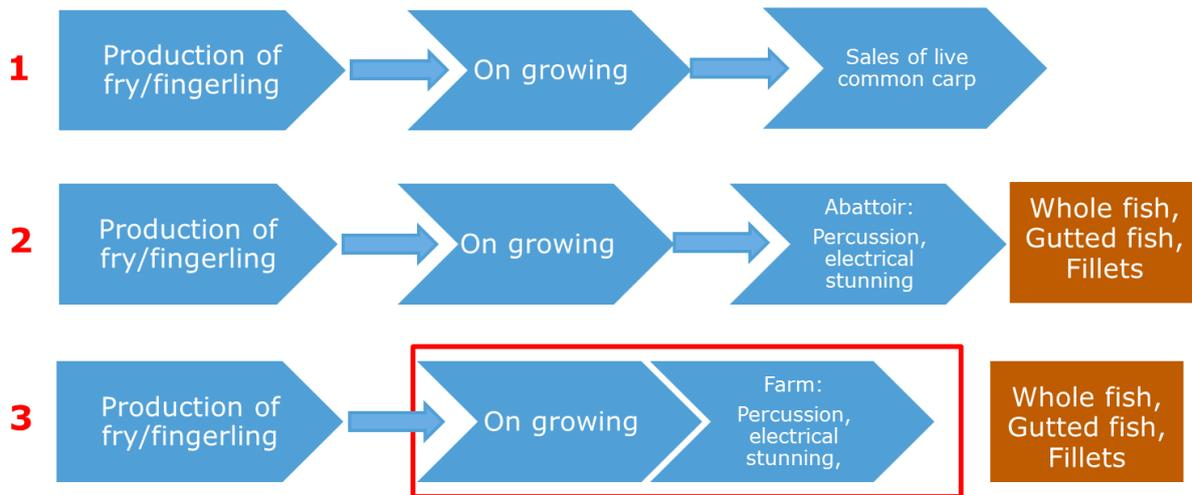 1
Production of
fry/fingerling
On growing
Sales of live
common carp
2
Production of
fry/fingerling
On growing
Abattoir:
Percussion,
electrical
stunning
Whole fish,
Gutted fish,
Fillets
3
Production of
fry/fingerling
On growing
Farm:
Percussion,
electrical
stunning,
Whole fish,
Gutted fish,
Fillets